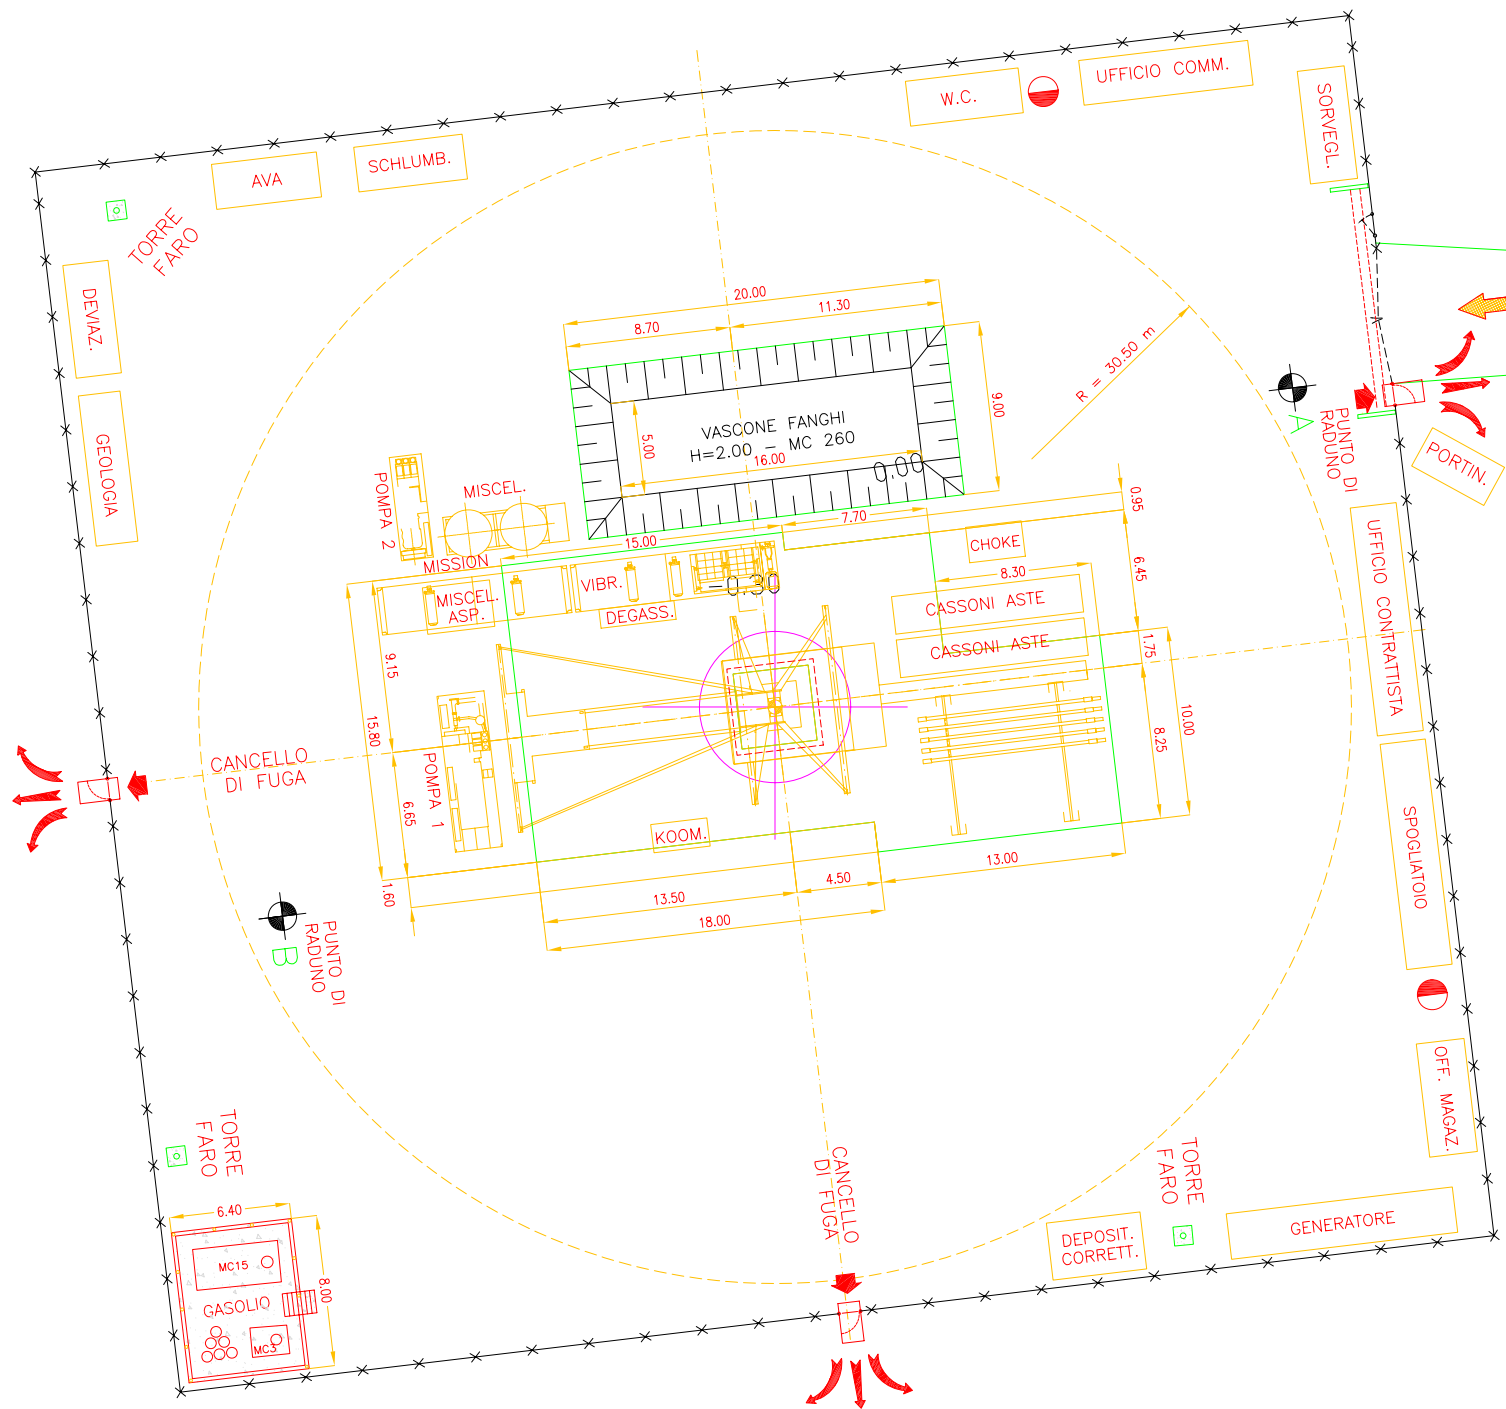 UFFICIO COMM.
W.C.
SORVEGL.
SCHLUMB.
AVA
TORRE
FARO
DEVIAZ.
GEOLOGIA
20.00
8.70
11.30
R = 30.50 m
9.00
5.00
VASCONE FANGHI
H=2.00 - MC 260
16.00
0.00
A
PUNTO DI
RADUNO
PORTIN.
POMPA 2
MISCEL.
MISSION
15.00
7.70
0.95
CHOKE
6.45
8.30
VIBR.
-0.30
MISCEL.
ASP.
DEGASS.
CASSONI ASTE
CASSONI ASTE
1.75
UFFICIO CONTRATTISTA
9.15
15.80
10.00
8.25
CANCELLO
DI FUGA
POMPA 1
6.65
KOOM.
1.60
13.50
4.50
13.00
18.00
SPOGLIATOIO
B
PUNTO DI
RADUNO
OFF. MAGAZ.
TORRE
FARO
CANCELLO
DI FUGA
TORRE
FARO
DEPOSIT.
CORRETT.
GENERATORE
6.40
8.00
MC15
GASOLIO
MC3